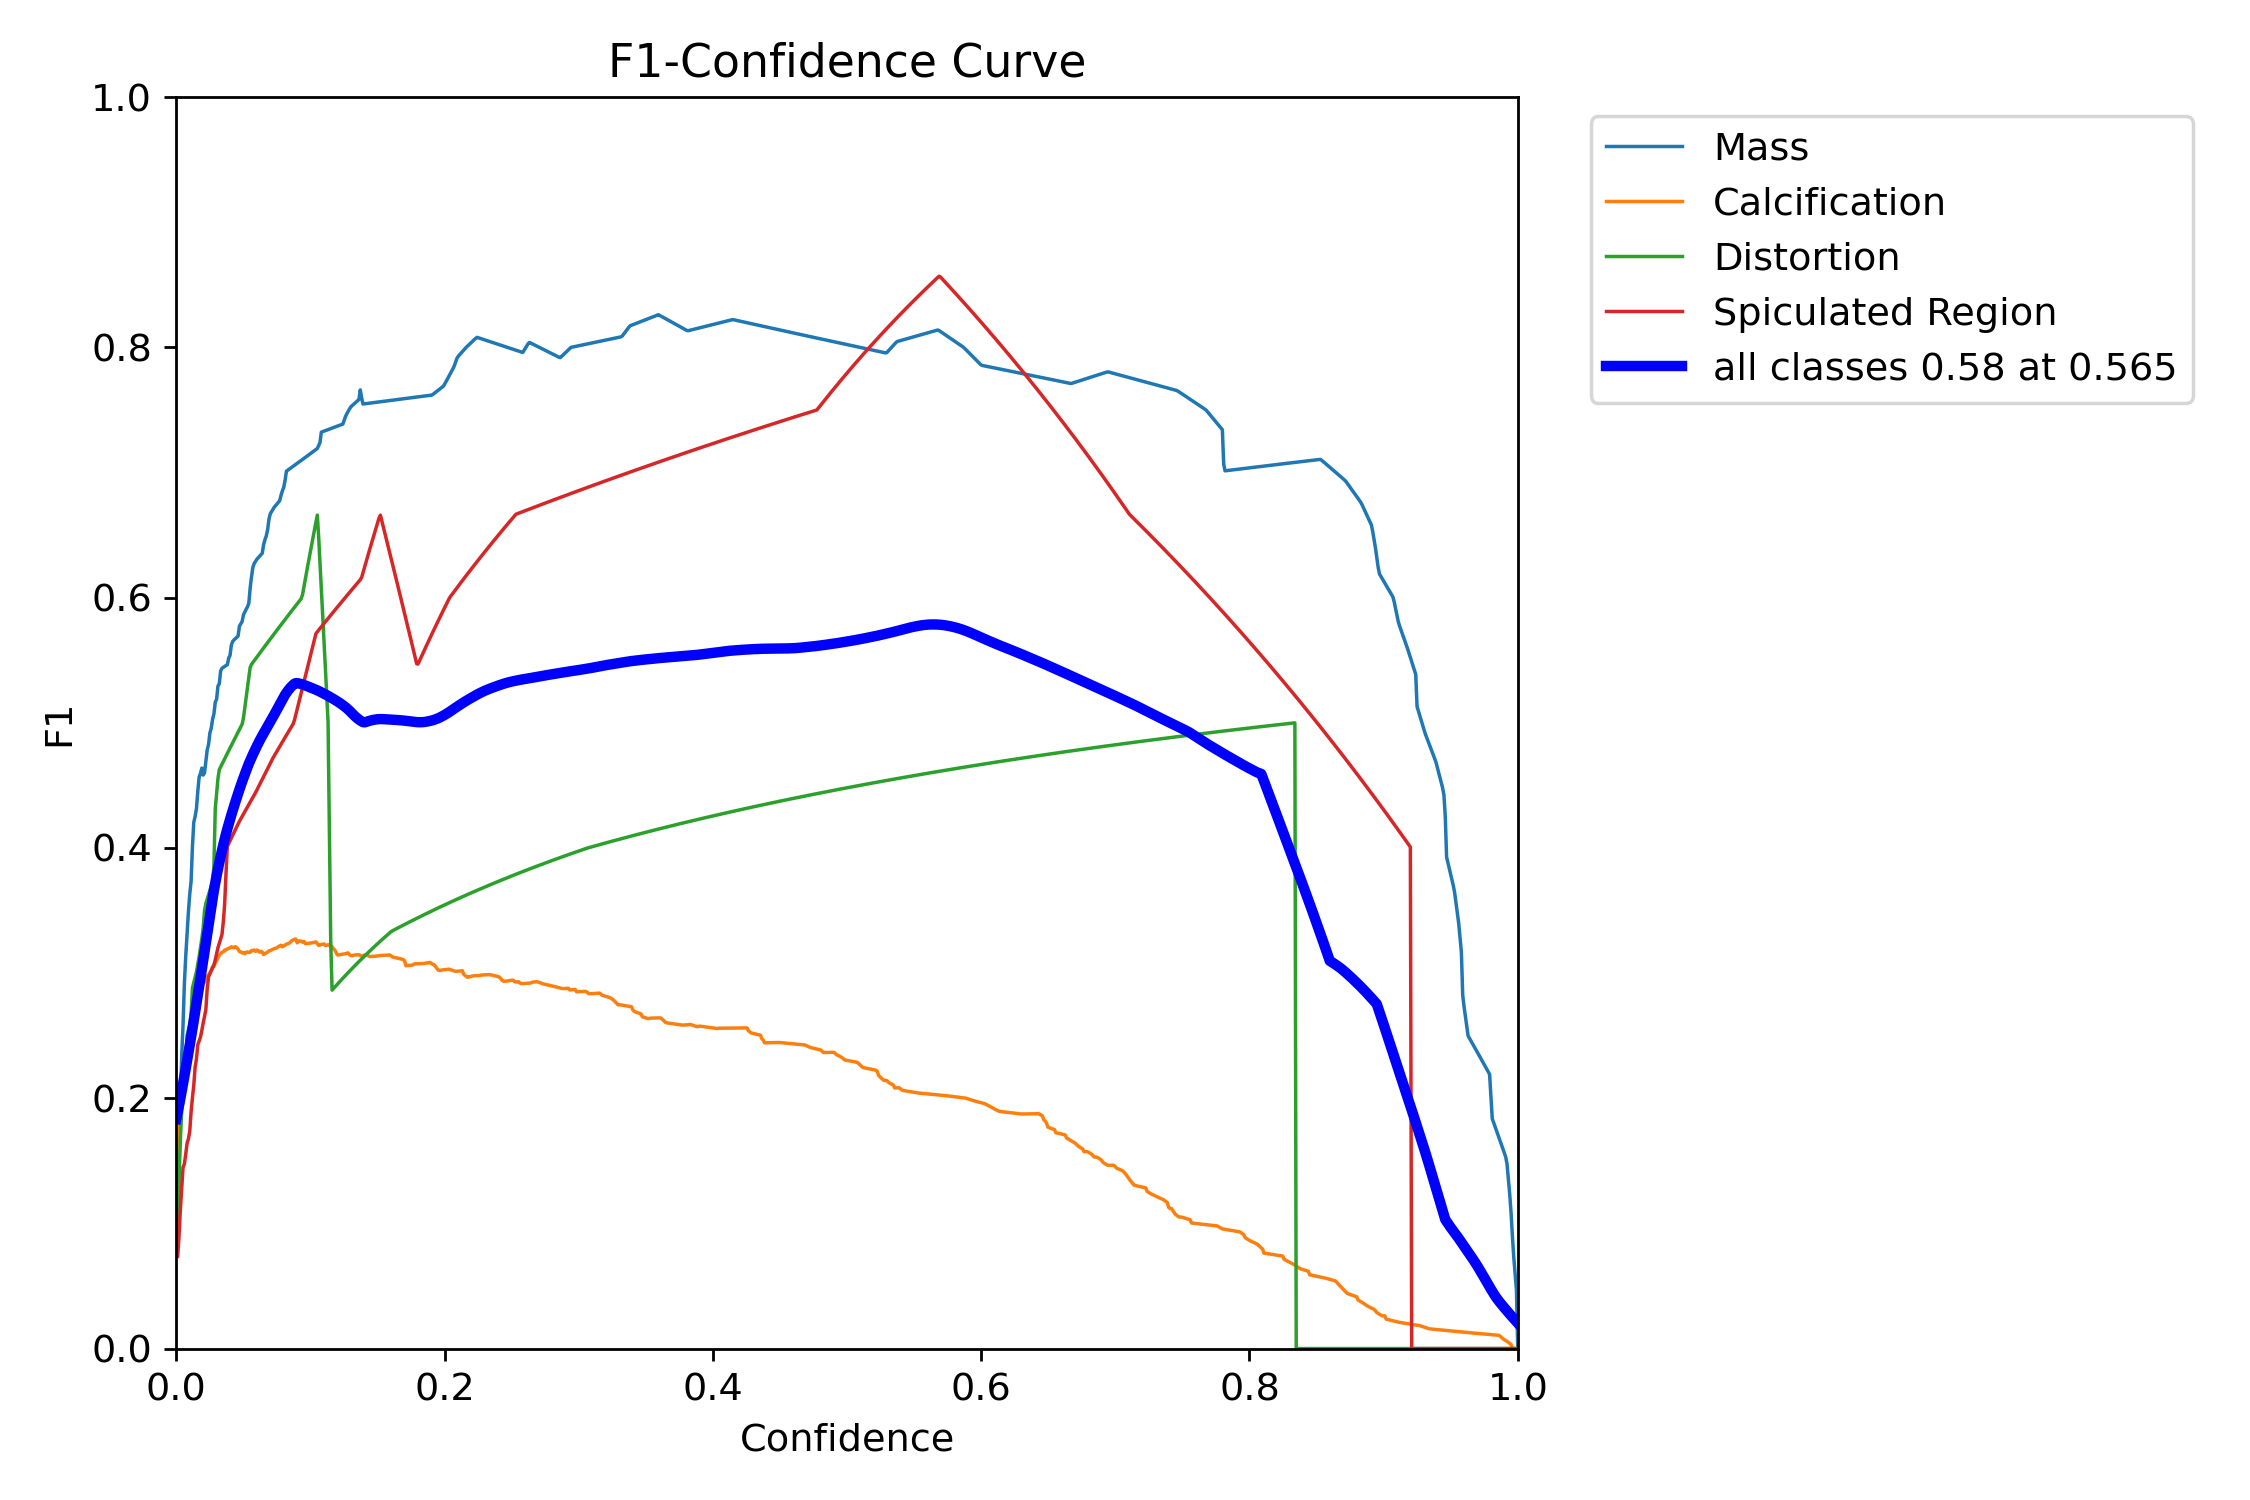 F1-Confidence Curve
1.0
0.8
0.6
0.4
0.2
0.0
F1
0.0 0.2 0.4 0.6 0.8 1.0
Confidence
Mass
Calcification
Distortion
Spiculated Region
all classes 0.58 at 0.565